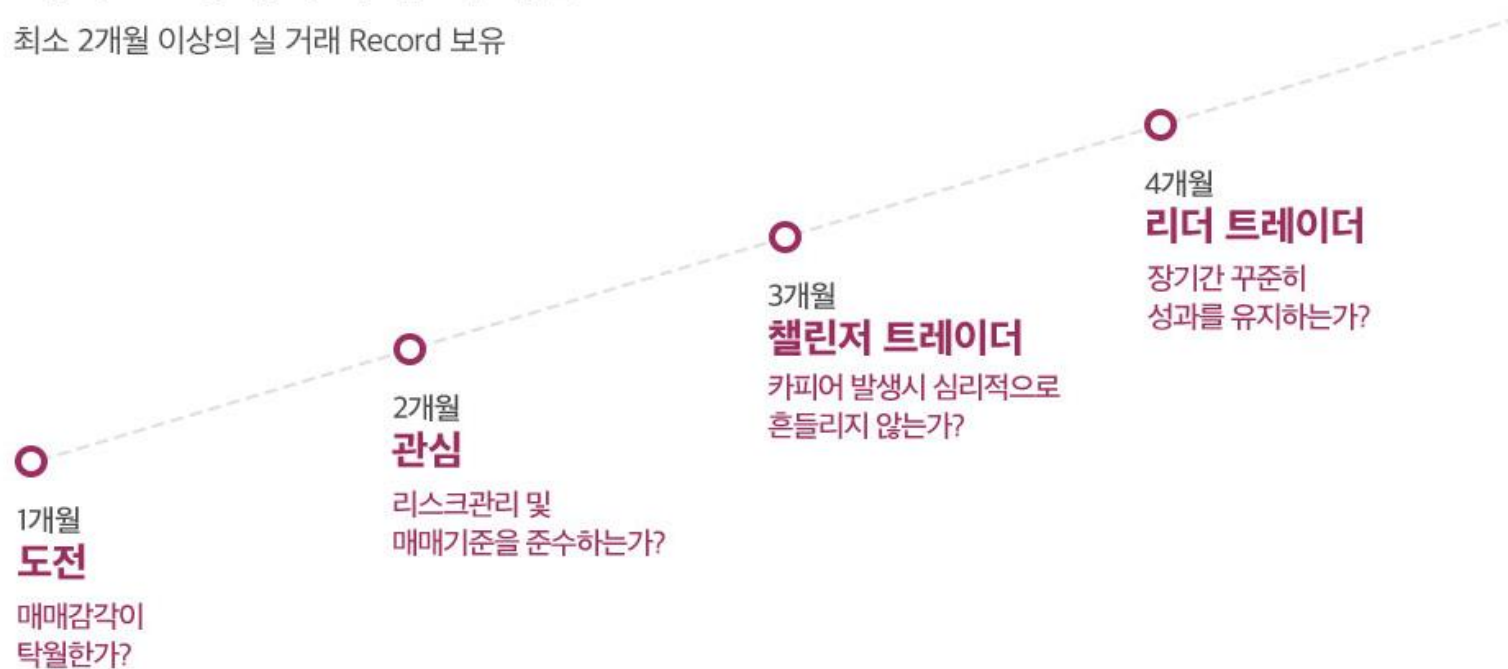 최소 2개월 이상의 실 거래 Record 보유
1개월
도전
매매감각이
탁월한가?
2개월
관심
리스크관리 및
매매기준을 준수하는가?
3개월
챌린저 트레이더
카피어 발생시 심리적으로
흔들리지 않는가?
4개월
리더 트레이더
장기간 꾸준히
성과를 유지하는가?